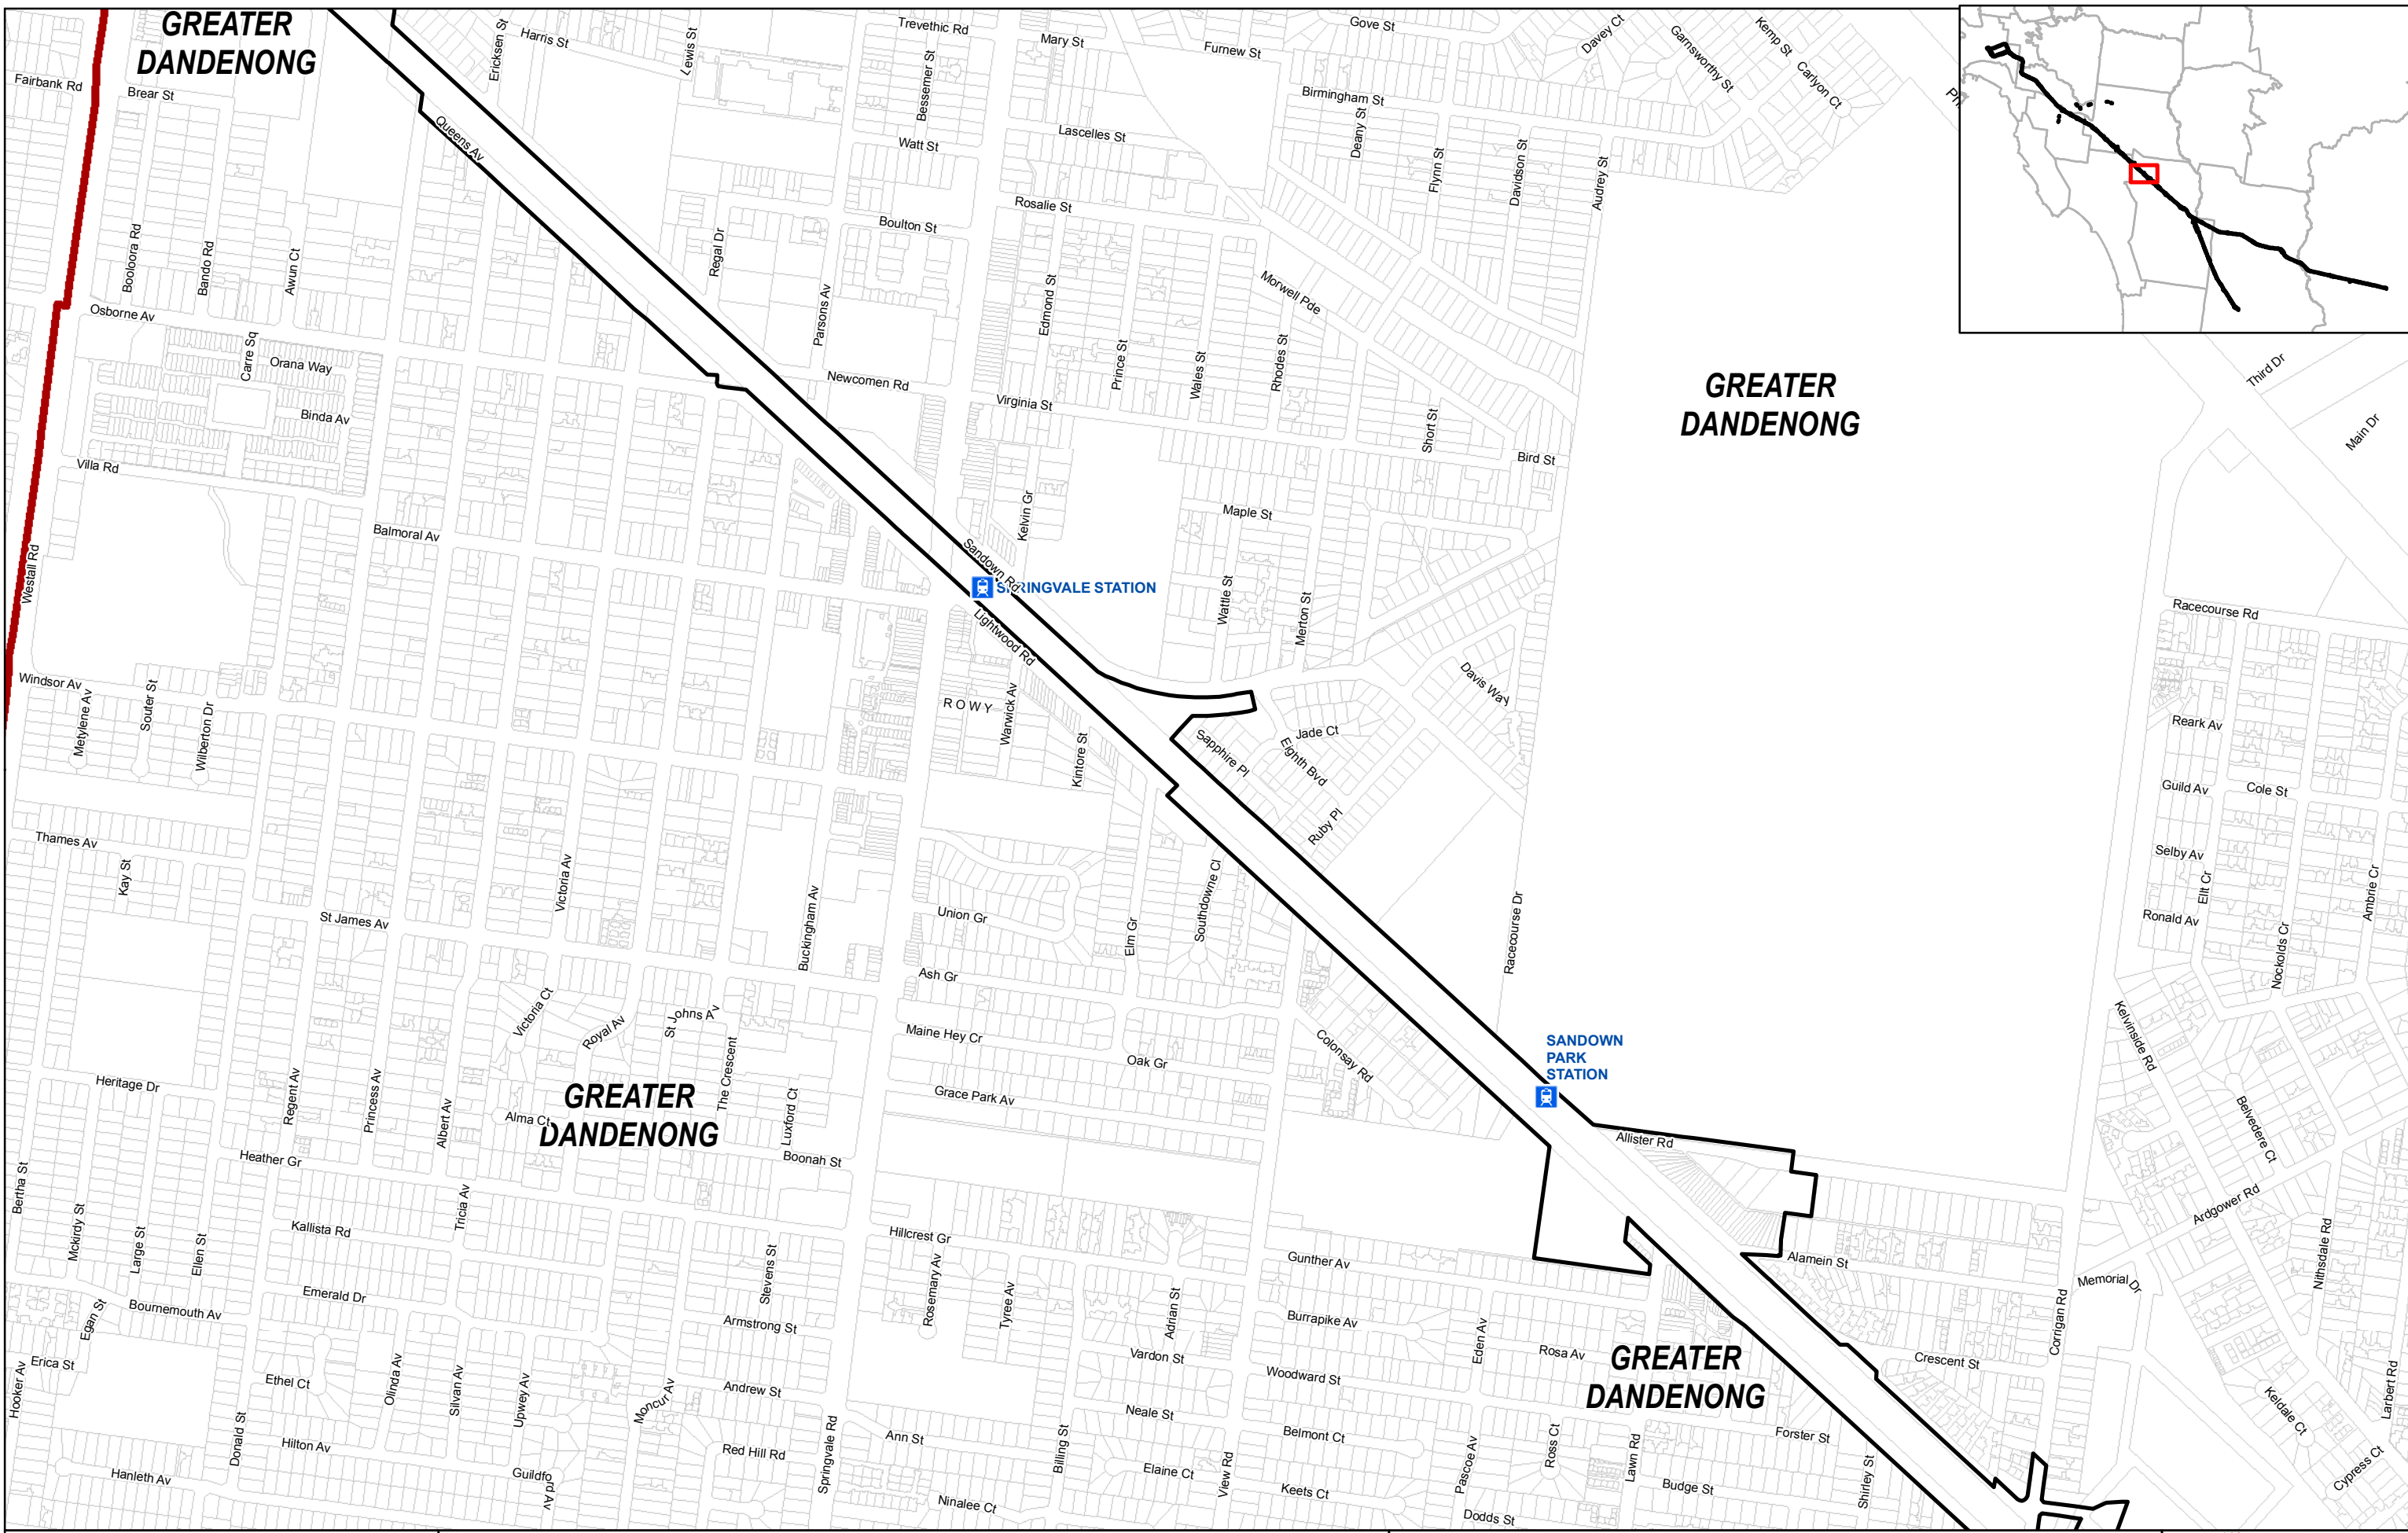 GREATER
DANDENONG
Fairbank Rd
Brear St
Ericksen St
Harris St
Lewis St
Trevethic Rd
Bessemer St
Mary St
Furnew St
Gove St
Davey Ct
Garnsworthy St
Kemp St
Carlyon Ct
Queens Av
Watt St
Lascelles St
Birmingham St
Deany St
Flynn St
Davidson St
Audrey St
Booloora Rd
Bando Rd
Awun Ct
Regal Dr
Boulton St
Rosalie St
Parsons Av
Edmond St
Morwell Pde
Osborne Av
Carre Sq
Orana Way
Binda Av
Newcomen Rd
Prince St
Wales St
Rhodes St
Virginia St
Short St
Bird St
GREATER
DANDENONG
Third Dr
Main Dr
Villa Rd
Balmoral Av
Westall Rd
Kelvin Gr
Maple St
Sandown Rd
SPRINGVALE STATION
Lightwood Rd
Wattle St
Merton St
Racecourse Rd
Windsor Av
Metylene Av
Souter St
Wilberton Dr
R O W Y
Warwick Av
Kintore St
Davis Way
Jade Ct
Sapphire Pl
Eighth Bvd
Ruby Pl
Reark Av
Guild Av
Cole St
Thames Av
Kay St
St James Av
Victoria Av
Buckingham Av
Union Gr
Elm Gr
Southdowne Cl
Racecourse Dr
Selby Av
Ellt Cr
Ronald Av
Nockolds Cr
Ambrie Cr
Ash Gr
Victoria Ct
Royal Av
St Johns Av
The Crescent
Maine Hey Cr
Oak Gr
Colonsay Rd
SANDOWN
PARK
STATION
Kelvinside Rd
Heritage Dr
Regent Av
Princess Av
Albert Av
Alma Ct
GREATER
DANDENONG
Luxford Ct
Grace Park Av
Allister Rd
Belvedere Ct
Bertha St
Heather Gr
Boonah St
Ardgower Rd
Mckirdy St
Large St
Ellen St
Kallista Rd
Tricia Av
Stevens St
Hillcrest Gr
Rosemary Av
Tyree Av
Adrian St
Gunther Av
Alamein St
Memorial Dr
Nithsdale Rd
Egan St
Bournemouth Av
Emerald Dr
Armstrong St
Burrapike Av
Eden Av
Rosa Av
Corrigan Rd
Crescent St
Erica St
Hooker Av
Ethel Ct
Olinda Av
Silvan Av
Upwey Av
Moncur Av
Andrew St
Vardon St
Woodward St
GREATER
DANDENONG
Larbert Rd
Keldale Ct
Donald St
Hilton Av
Red Hill Rd
Springvale Rd
Ann St
Neale St
Billing St
Belmont Ct
Pascoe Av
Ross Ct
Lawn Rd
Forster St
Shirley St
Cypress Ct
Hanleth Av
Guildford Av
Ninalee Ct
Elaine Ct
View Rd
Keets Ct
Budge St
Dodds St